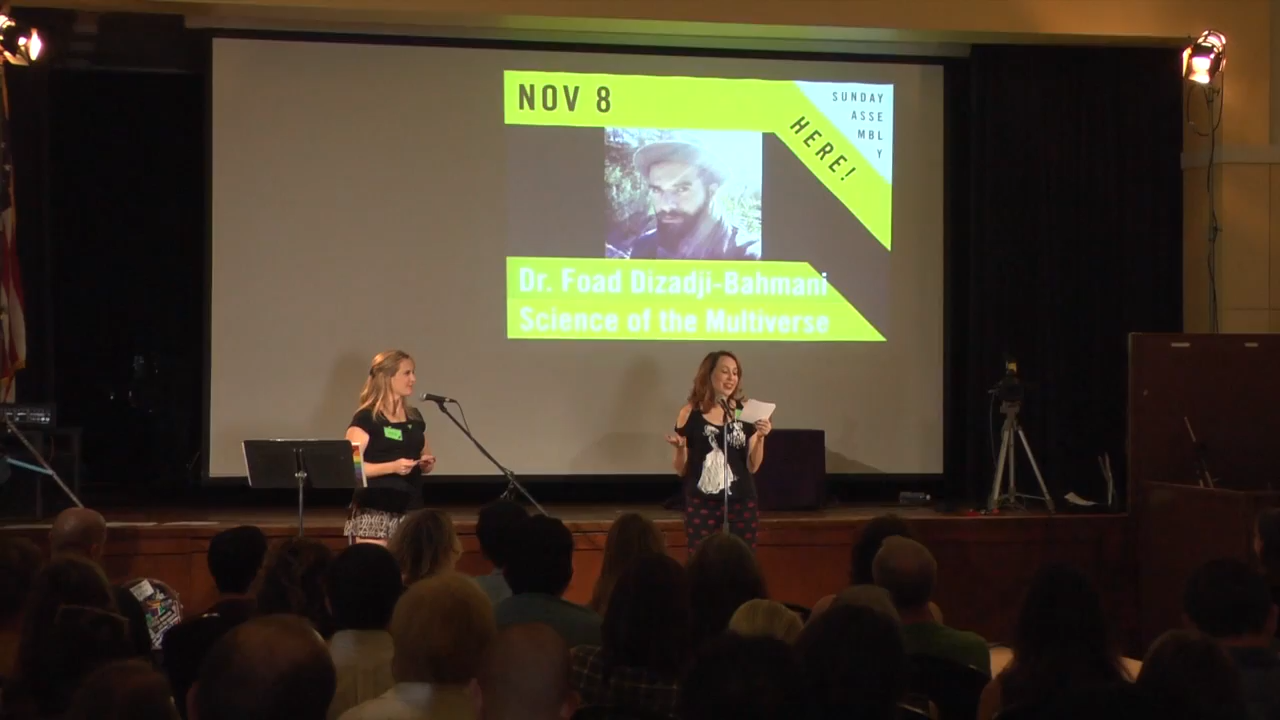 NOV 8
SUNDAY
ASSE
MBL
Y
HERE!
Dr. Foad Dizadji-Bahmani
Science of the Multiverse